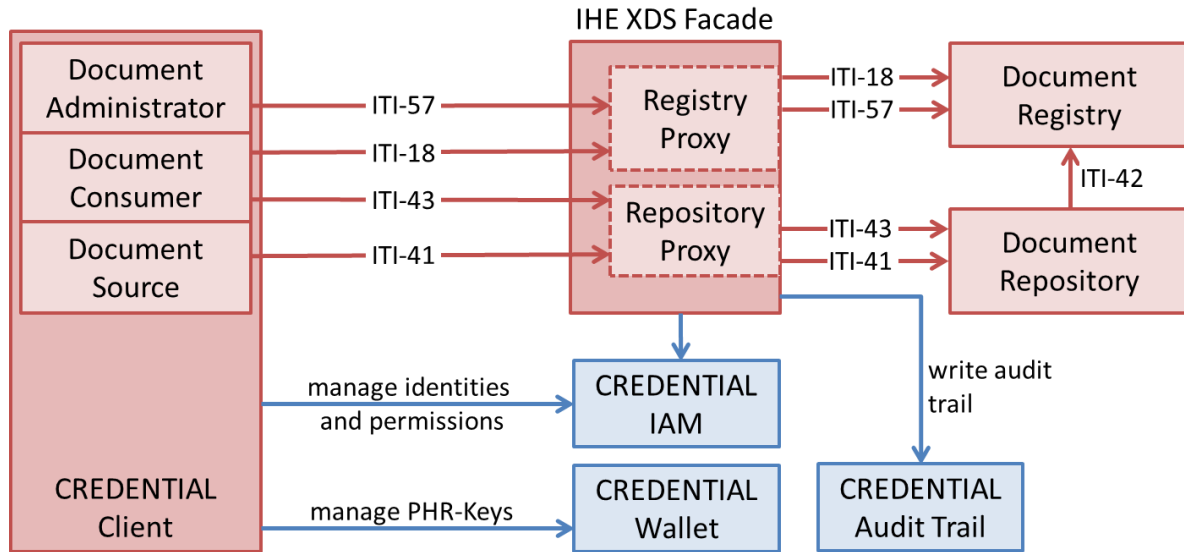 IHE XDS Facade
Document
Administrator
Document
Consumer
Document
Source
ITI-57
ITI-18
ITI-43
ITI-41
Registry
Proxy
Repository
Proxy
ITI-18
ITI-57
ITI-43
ITI-41
Document
Registry
ITI-42
Document
Repository
manage identities
and permissions
CREDENTIAL
IAM
write audit
trail
CREDENTIAL
Client
manage PHR-Keys
CREDENTIAL
Wallet
CREDENTIAL
Audit Trail